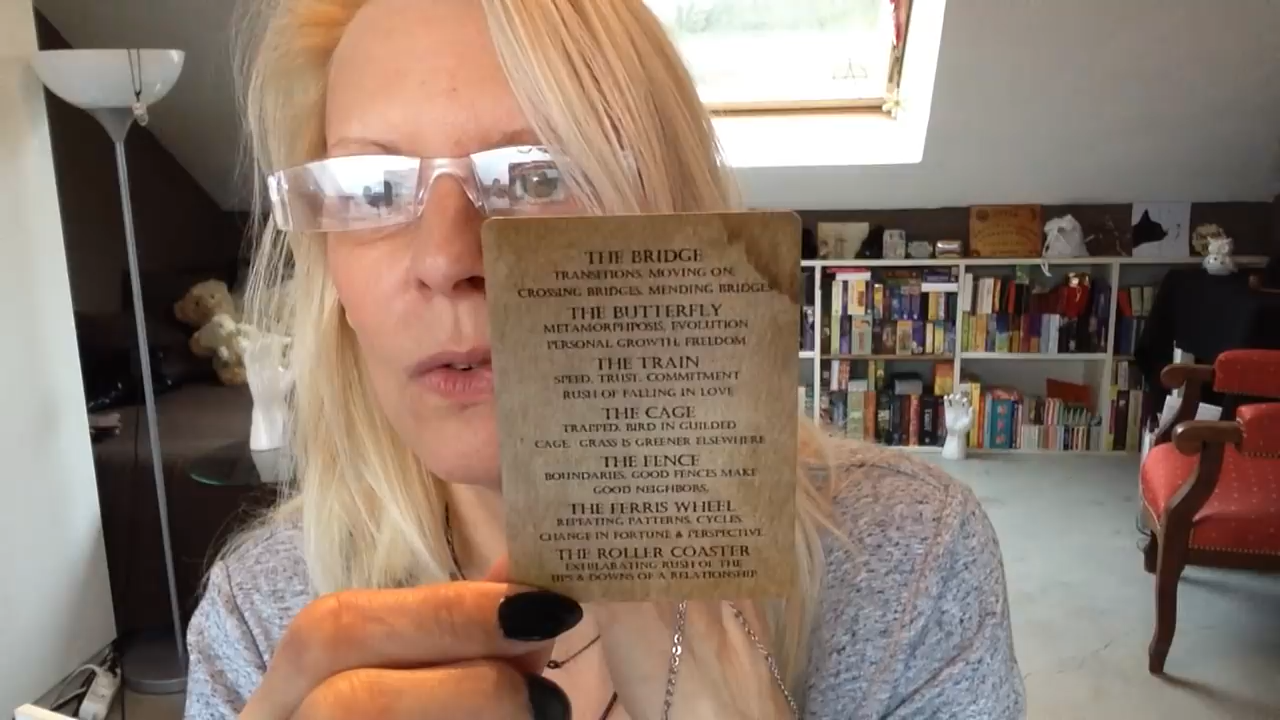 THE BRIDGE
TRANSITIONS, MOVING ON,
CROSSING BRIDGES, MENDING BRIDGES
THE BUTTERFLY
METAMORPHOSIS, EVOLUTION
PERSONAL GROWTH, FREEDOM
THE TRAIN
SPEED, TRUST, COMMITMENT
RUSH OF FALLING IN LOVE
THE CAGE
TRAPPED, BIRD IN GUILDED
CAGE, GRASS IS GREENER ELSEWHERE
THE FENCE
BOUNDARIES, GOOD FENCES MAKE
GOOD NEIGHBORS,
THE FERRIS WHEEL
REPEATING PATTERNS, CYCLES,
CHANGE IN FORTUNE & PERSPECTIVE
THE ROLLER COASTER
EXHILARATING RUSH OF THE
UPS & DOWNS OF A RELATIONSHIP